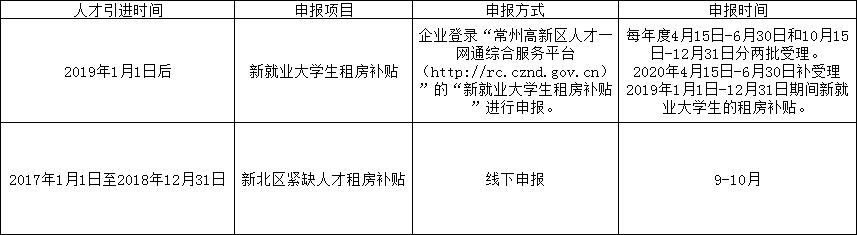 人才引进时间 申报项目 申报方式 申报时间
2019年1月1日后
新就业大学生租房补贴
企业登录“常州高新区人才一
网通综合服务平台
（http://rc.cznd.gov.cn）
”的“新就业大学生租房补贴
”进行申报。
每年度4月15日-6月30日和10月15
日-12月31日分两批受理。
2020年4月15日-6月30日补受理
2019年1月1日-12月31日期间新就
业大学生的租房补贴。
2017年1月1日至2018年12月31日 新北区紧缺人才租房补贴 线下申报 9-10月